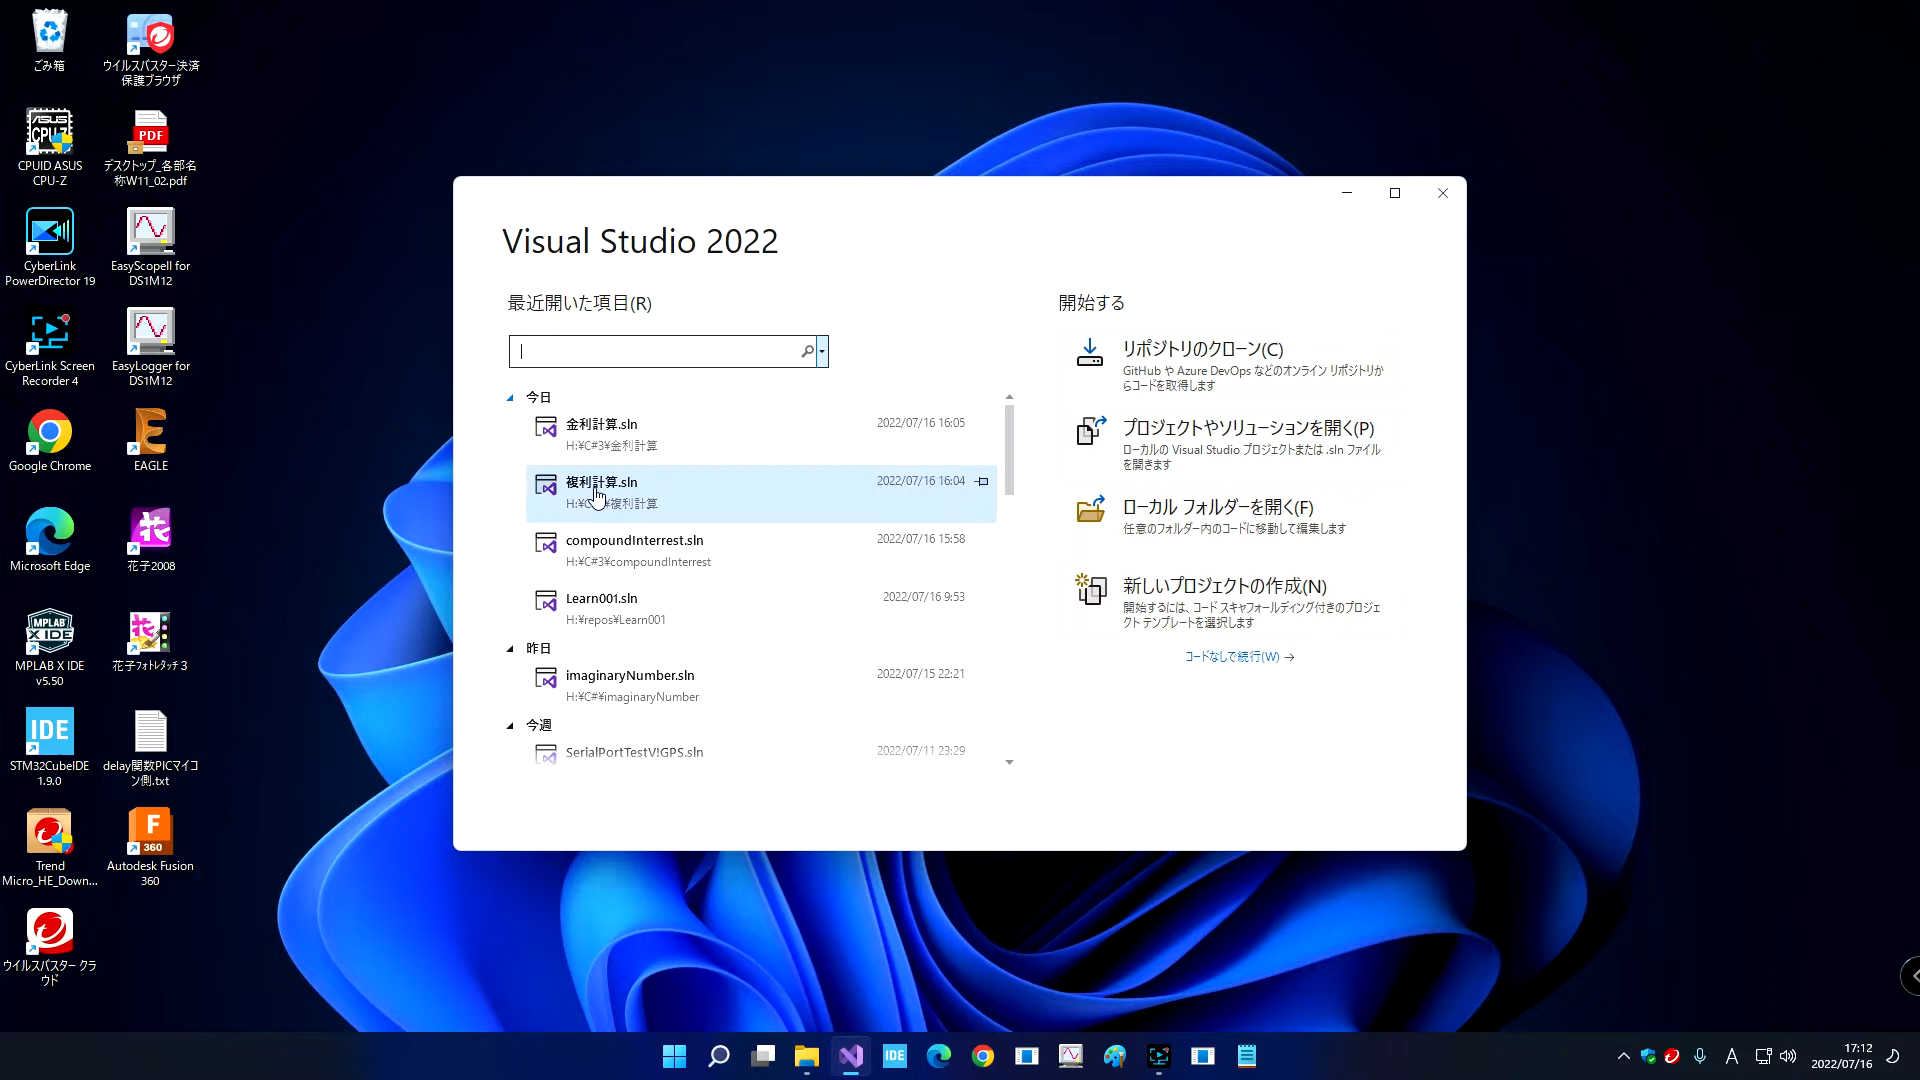 ごみ箱
ウイルスバスター決済
保護ブラウザ
ASUS
CPU-Z
CPUID ASUS
CPU-Z
PDF
デスクトップ_各部名
称W11_02.pdf
CyberLink
PowerDirector 19
EasyScopeII for
DS1M12
CyberLink Screen
Recorder 4
EasyLogger for
DS1M12
Google Chrome
EAGLE
Microsoft Edge
花子2008
MPLAB
X IDE
MPLAB X IDE
v5.50
花子フォトレタッチ3
IDE
STM32CubeIDE
1.9.0
delay関数PICマイコ
ン側.txt
Trend
Micro_HE_Down...
F
360
Autodesk Fusion
360
ウイルスバスター クラ
ウド
Visual Studio 2022
最近開いた項目(R)
今日
金利計算.sln
2022/07/16 16:05
H:¥C#3¥金利計算
複利計算.sln
2022/07/16 16:04
H:¥C ¥複利計算
compoundInterrest.sln
2022/07/16 15:58
H:¥C#3¥compoundInterrest
Learn001.sln
2022/07/16 9:53
H:¥repos¥Learn001
昨日
imaginaryNumber.sln
2022/07/15 22:21
H:¥C#¥imaginaryNumber
今週
SerialPortTestV!GPS.sln
2022/07/11 23:29
開始する
リポジトリのクローン(C)
GitHub や Azure DevOps などのオンライン リポジトリか
らコードを取得します
プロジェクトやソリューションを開く(P)
ローカルの Visual Studio プロジェクトまたは .sln ファイル
を開きます
ローカル フォルダーを開く(F)
任意のフォルダー内のコードに移動して編集します
新しいプロジェクトの作成(N)
開始するには、コード スキャフォールディング付きのプロジェ
クト テンプレートを選択します
コードなしで続行(W) →
IDE
A
17:12
2022/07/16